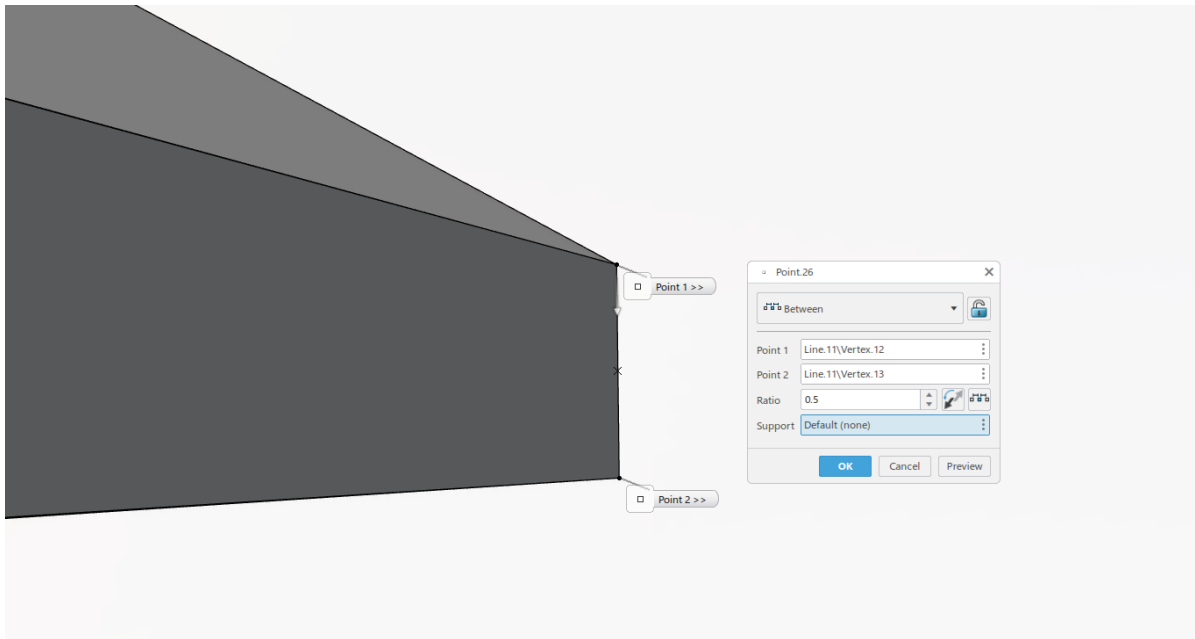 Point.26
Between
Point 1 >>
Point 1 Line.11\Vertex.12
Point 2 Line.11\Vertex.13
Ratio 0.5
Support Default (none)
OK Cancel Preview
Point 2 >>